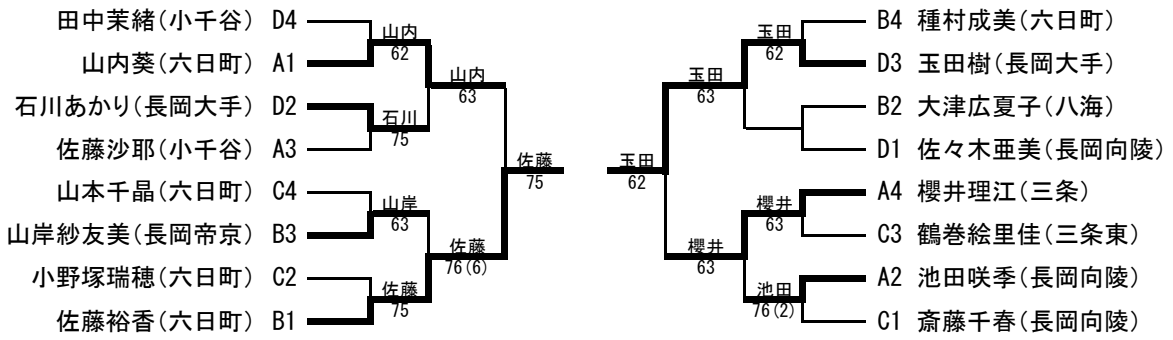 田中茉緒(小千谷) D4
山内葵(六日町) A1
石川あかり(長岡大手) D2
佐藤沙耶(小千谷) A3
山本千晶(六日町) C4
山岸紗友美(長岡帝京) B3
小野塚瑞穂(六日町) C2
佐藤裕香(六日町) B1
山内
62
石川
75
山岸
63
佐藤
75
山内
63
佐藤
76(6)
佐藤
75
玉田
62
玉田
63
櫻井
63
玉田
62
櫻井
63
池田
76(2)
B4 種村成美(六日町)
D3 玉田樹(長岡大手)
B2 大津広夏子(八海)
D1 佐々木亜美(長岡向陵)
A4 櫻井理江(三条)
C3 鶴巻絵里佳(三条東)
A2 池田咲季(長岡向陵)
C1 斎藤千春(長岡向陵)